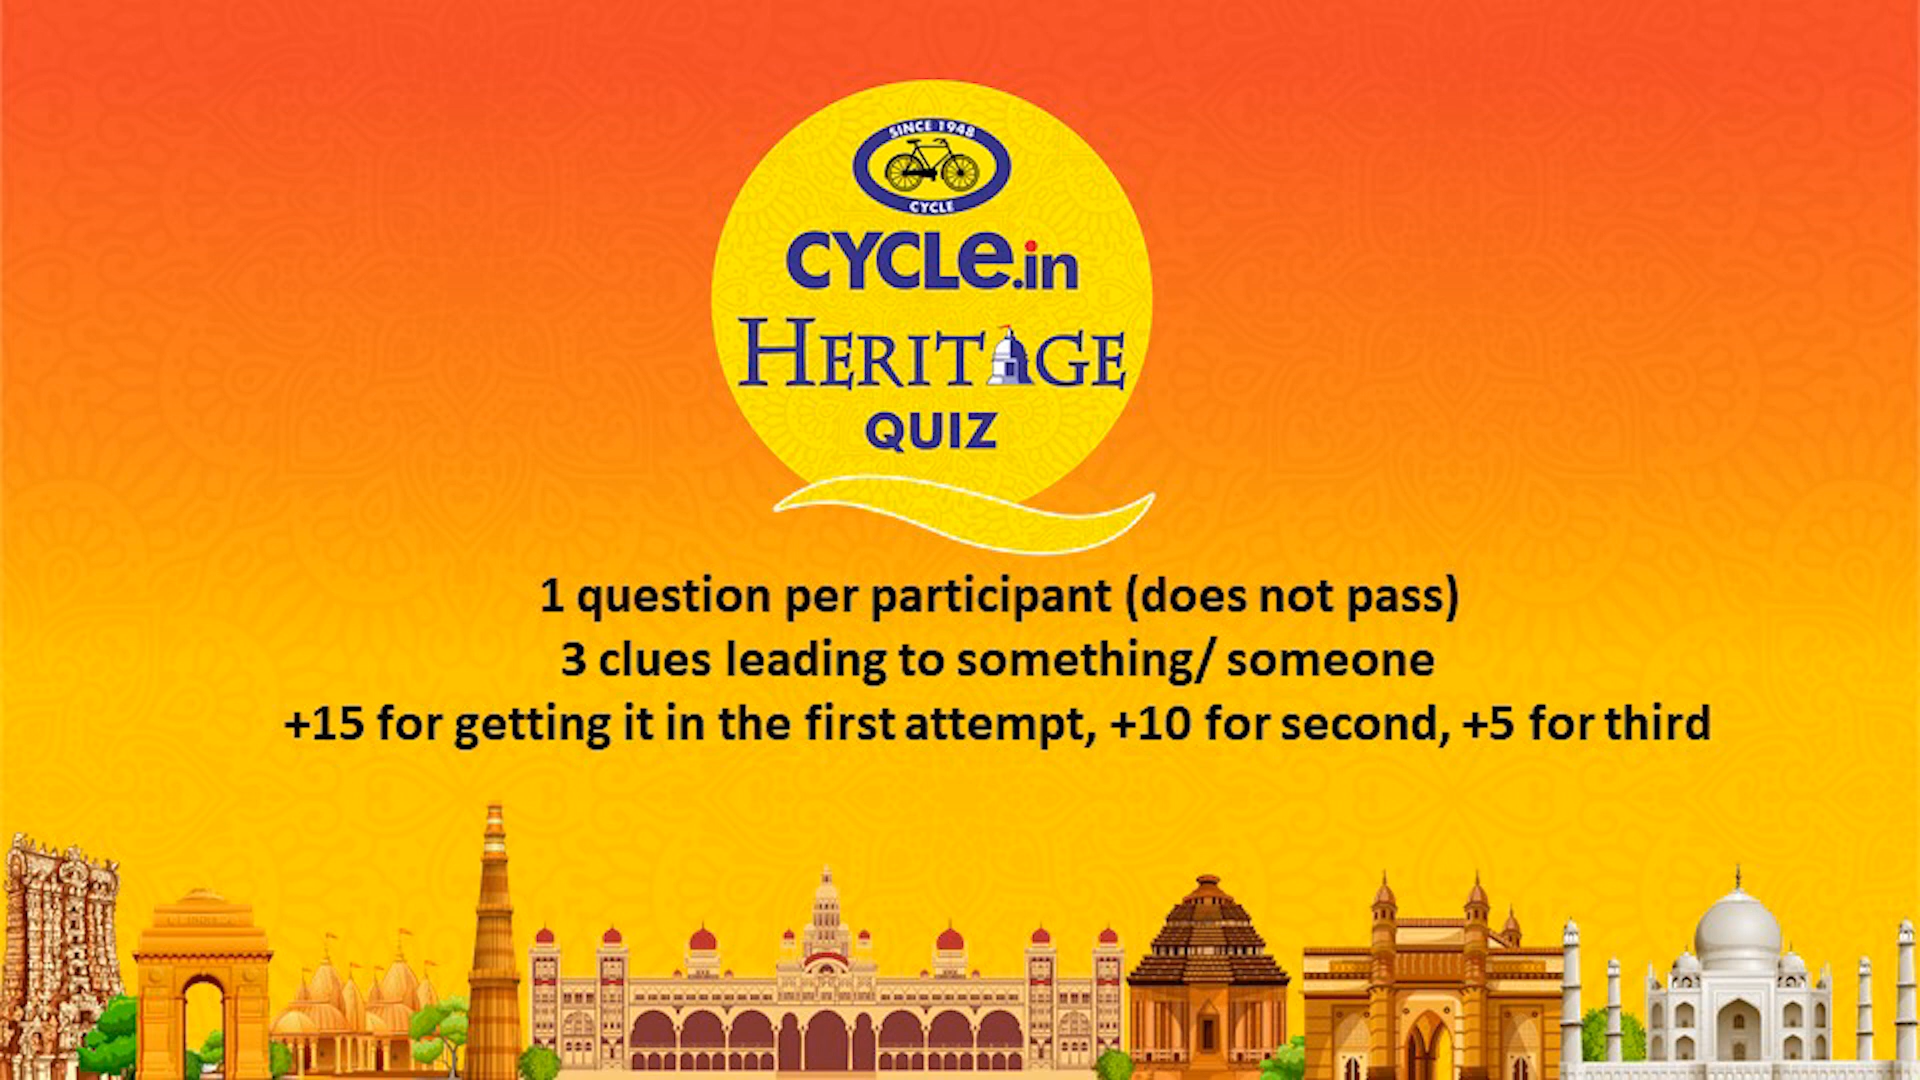 SINCE 1948
CYCLE
CYCLe.in
HERITAGE
QUIZ
1 question per participant (does not pass)
3 clues leading to something/ someone
+15 for getting it in the first attempt, +10 for second, +5 for third